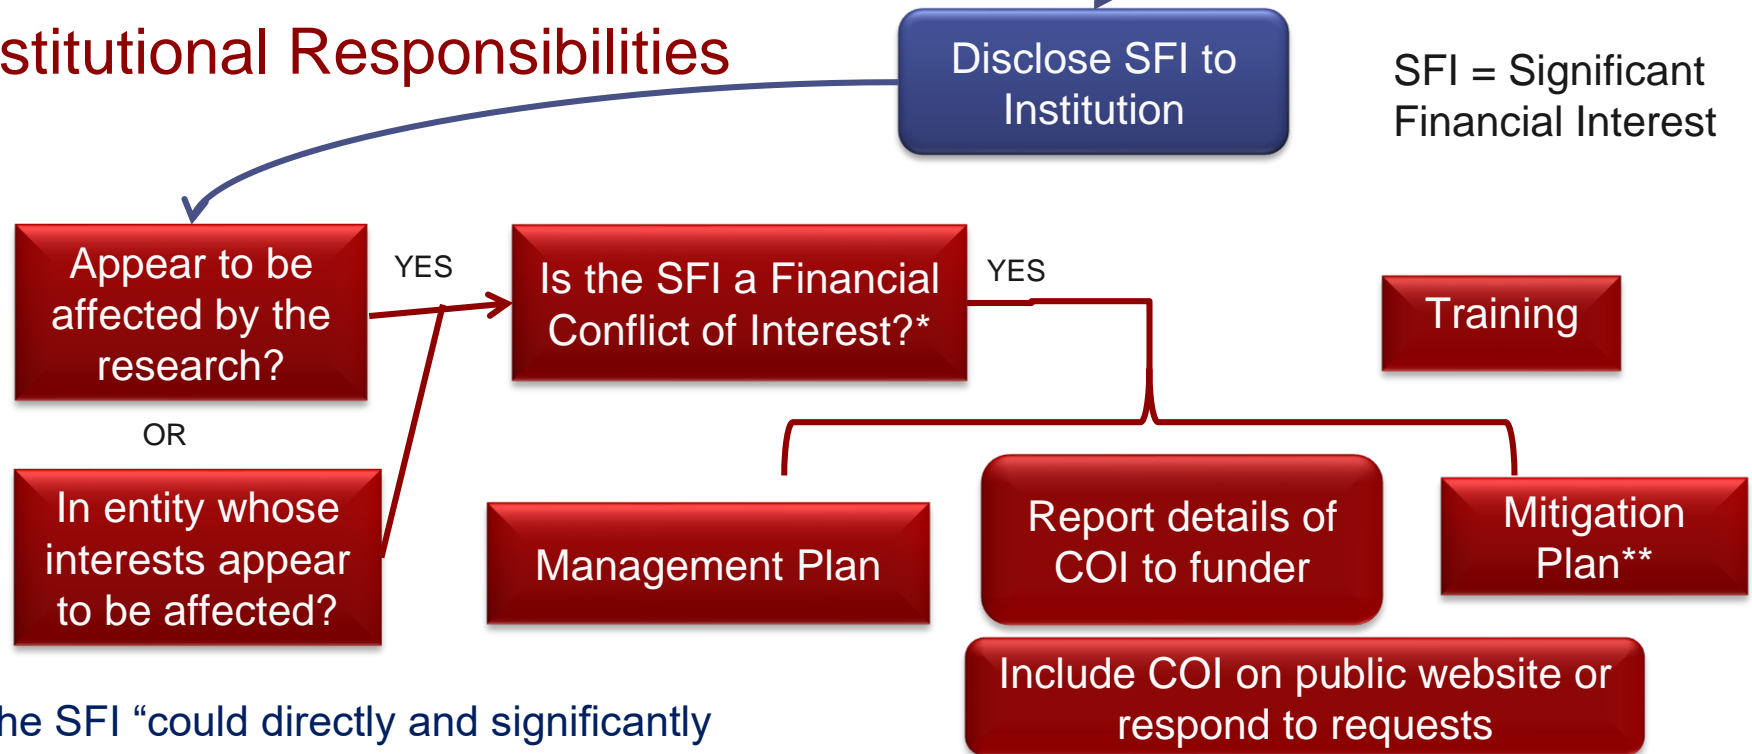 stitutional Responsibilities
Disclose SFI to
Institution
SFI = Significant
Financial Interest
Appear to be
affected by the
research?
YES
Is the SFI a Financial
Conflict of Interest?*
YES
Training
OR
In entity whose
interests appear
to be affected?
Management Plan
Report details of
COI to funder
Mitigation
Plan**
Include COI on public website or
respond to requests
he SFI “could directly and significantly